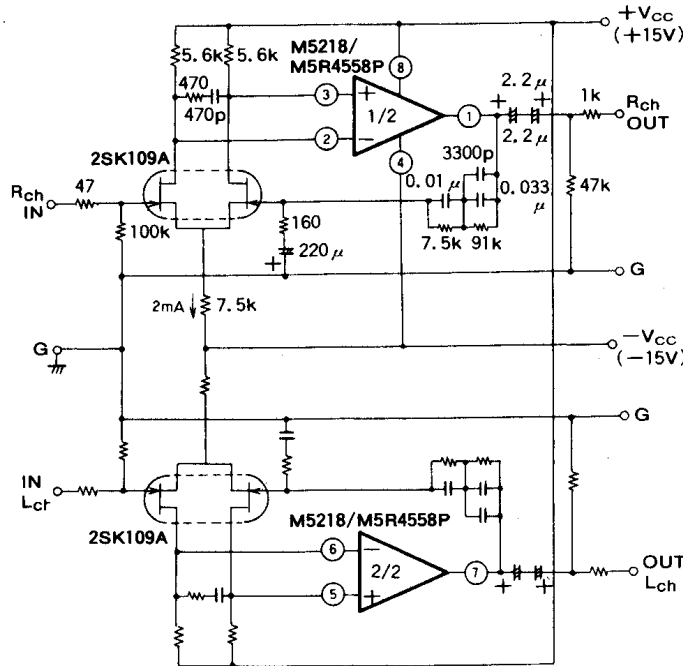 +VCC
(+15V)
5.6k 5.6k
M5218/
M5R4558P
8
470
470p
3
+
1/2
1
2
−
4
2.2μ
+ +
2.2μ
1k
Rch
OUT
2SK109A
3300p
0.01μ
0.033
μ
47k
Rch
IN
47
100k
160
+
220μ
7.5k 91k
G
2mA
7.5k
G
−VCC
(−15V)
G
IN
Lch
2SK109A
M5218/M5R4558P
6
−
2/2
7
5
+
+ +
OUT
Lch